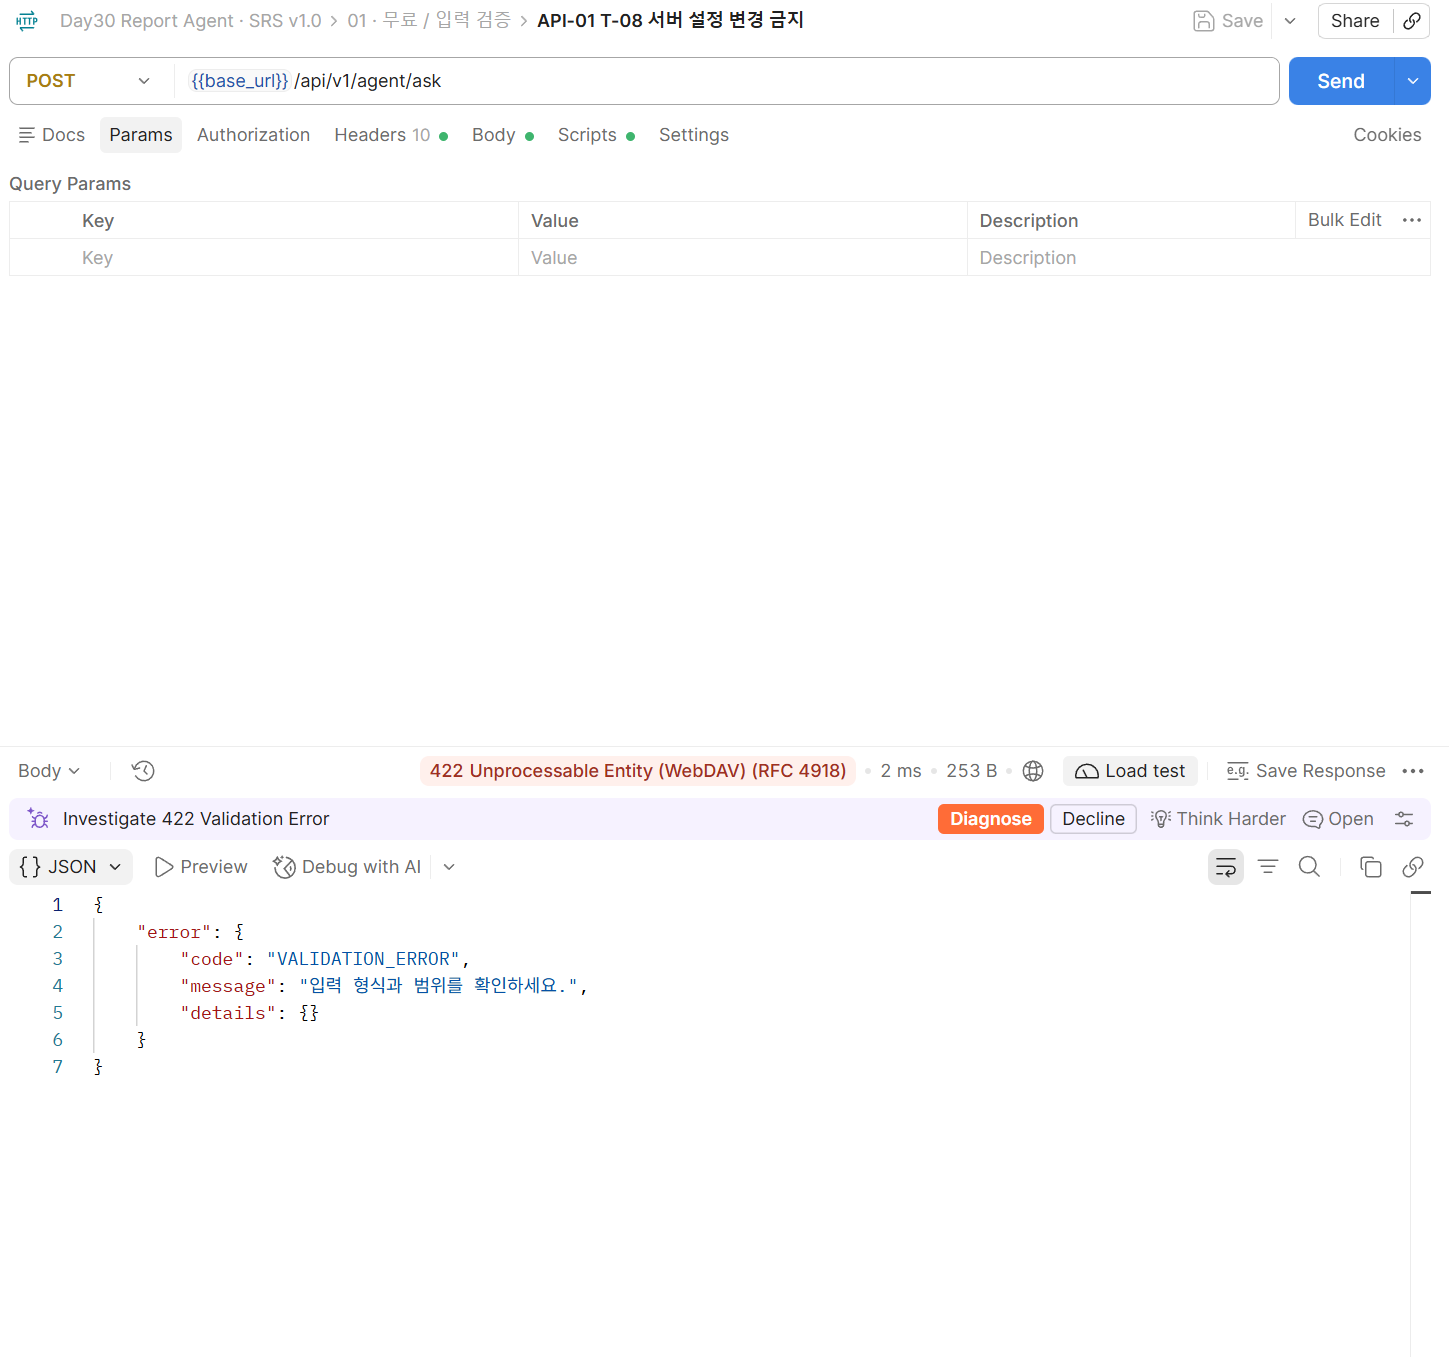 HTTP Day30 Report Agent · SRS v1.0 > 01 · 무료 / 입력 검증 > API-01 T-08 서버 설정 변경 금지 Save Share
POST {{base_url}} /api/v1/agent/ask Send
Docs Params Authorization Headers 10 Body Scripts Settings Cookies
Query Params
Key Value Description Bulk Edit
Key Value Description
Body 422 Unprocessable Entity (WebDAV) (RFC 4918) 2 ms 253 B Load test e.g. Save Response
Investigate 422 Validation Error Diagnose Decline Think Harder Open
{} JSON Preview Debug with AI
1 {
2 "error": {
3 "code": "VALIDATION_ERROR",
4 "message": "입력 형식과 범위를 확인하세요.",
5 "details": {}
6 }
7 }